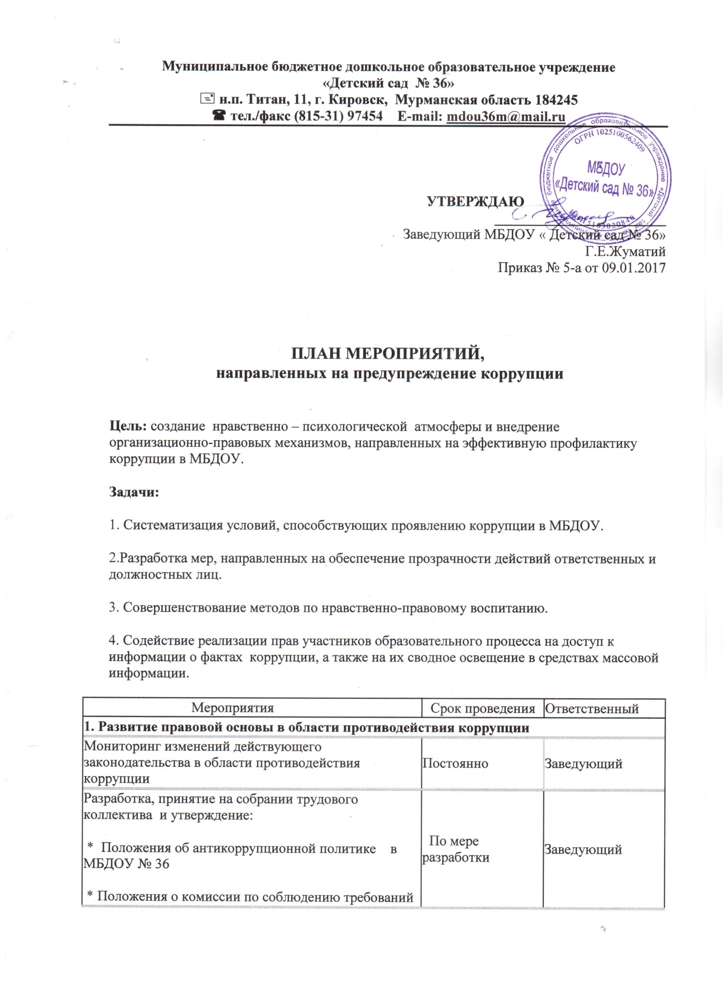 Муниципальное бюджетное дошкольное образовательное учреждение
«Детский сад № 36»
н.п. Титан, 11, г. Кировск, Мурманская область 184245
тел./факс (815-31) 97454 E-mail: mdou36m@mail.ru
бюджетное дошкольное образовательное учреждение «Детский
ОГРН 1025100562409
МБДОУ
«Детский сад № 36»
5103020840
УТВЕРЖДАЮ
Заведующий МБДОУ « Детский сад № 36»
Г.Е.Жуматий
Приказ № 5-а от 09.01.2017
ПЛАН МЕРОПРИЯТИЙ,
направленных на предупреждение коррупции
Цель: создание нравственно – психологической атмосферы и внедрение
организационно-правовых механизмов, направленных на эффективную профилактику
коррупции в МБДОУ.
Задачи:
1. Систематизация условий, способствующих проявлению коррупции в МБДОУ.
2.Разработка мер, направленных на обеспечение прозрачности действий ответственных и
должностных лиц.
3. Совершенствование методов по нравственно-правовому воспитанию.
4. Содействие реализации прав участников образовательного процесса на доступ к
информации о фактах коррупции, а также на их сводное освещение в средствах массовой
информации.
Мероприятия Срок проведения Ответственный
1. Развитие правовой основы в области противодействия коррупции
Мониторинг изменений действующего
законодательства в области противодействия
коррупции
Постоянно
Заведующий
Разработка, принятие на собрании трудового
коллектива и утверждение:
* Положения об антикоррупционной политике в
МБДОУ № 36
* Положения о комиссии по соблюдению требований
По мере
разработки
Заведующий